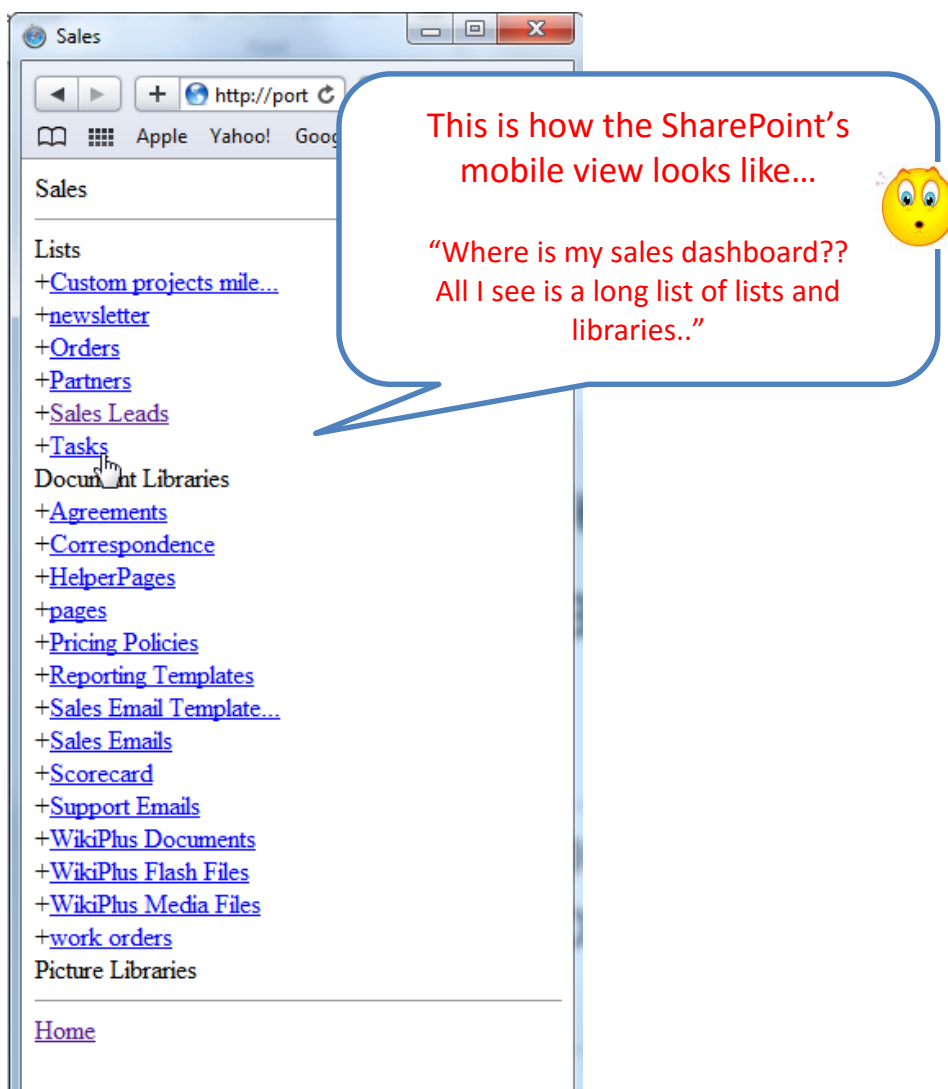 Sales
http://port
Apple Yahoo!
Sales
Lists
+Custom projects mile...
+newsletter
+Orders
+Partners
+Sales Leads
+Tasks
Document Libraries
+Agreements
+Correspondence
+HelperPages
+pages
+Pricing Policies
+Reporting Templates
+Sales Email Template...
+Sales Emails
+Scorecard
+Support Emails
+WikiPlus Documents
+WikiPlus Flash Files
+WikiPlus Media Files
+work orders
Picture Libraries
Home
This is how the SharePoint’s
mobile view looks like…
“Where is my sales dashboard??
All I see is a long list of lists and
libraries..”